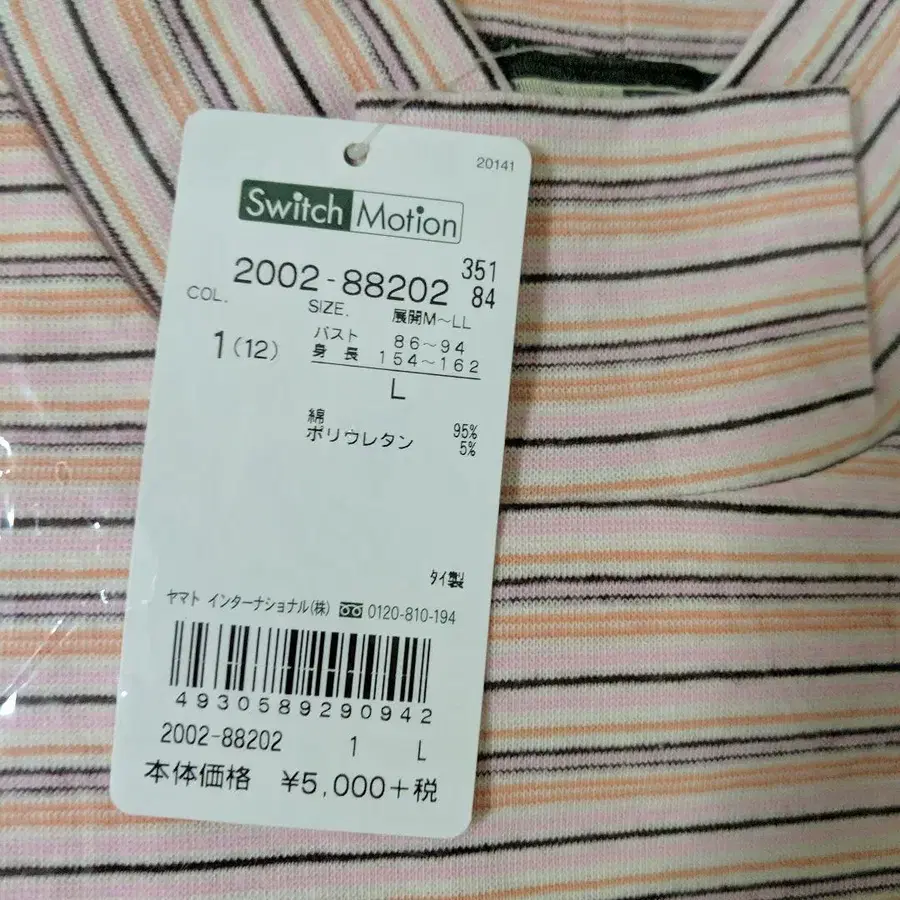 20141
Switch Motion
2002-88202 351 84
COL. SIZE. 展開M～LL
1(12) バスト 86～94
身長 154～162
L
綿 95%
ポリウレタン 5%
タイ製
ヤマト インターナショナル(株) 0120-810-194
4930589290942
2002-88202 1 L
本体価格 ¥5,000+税